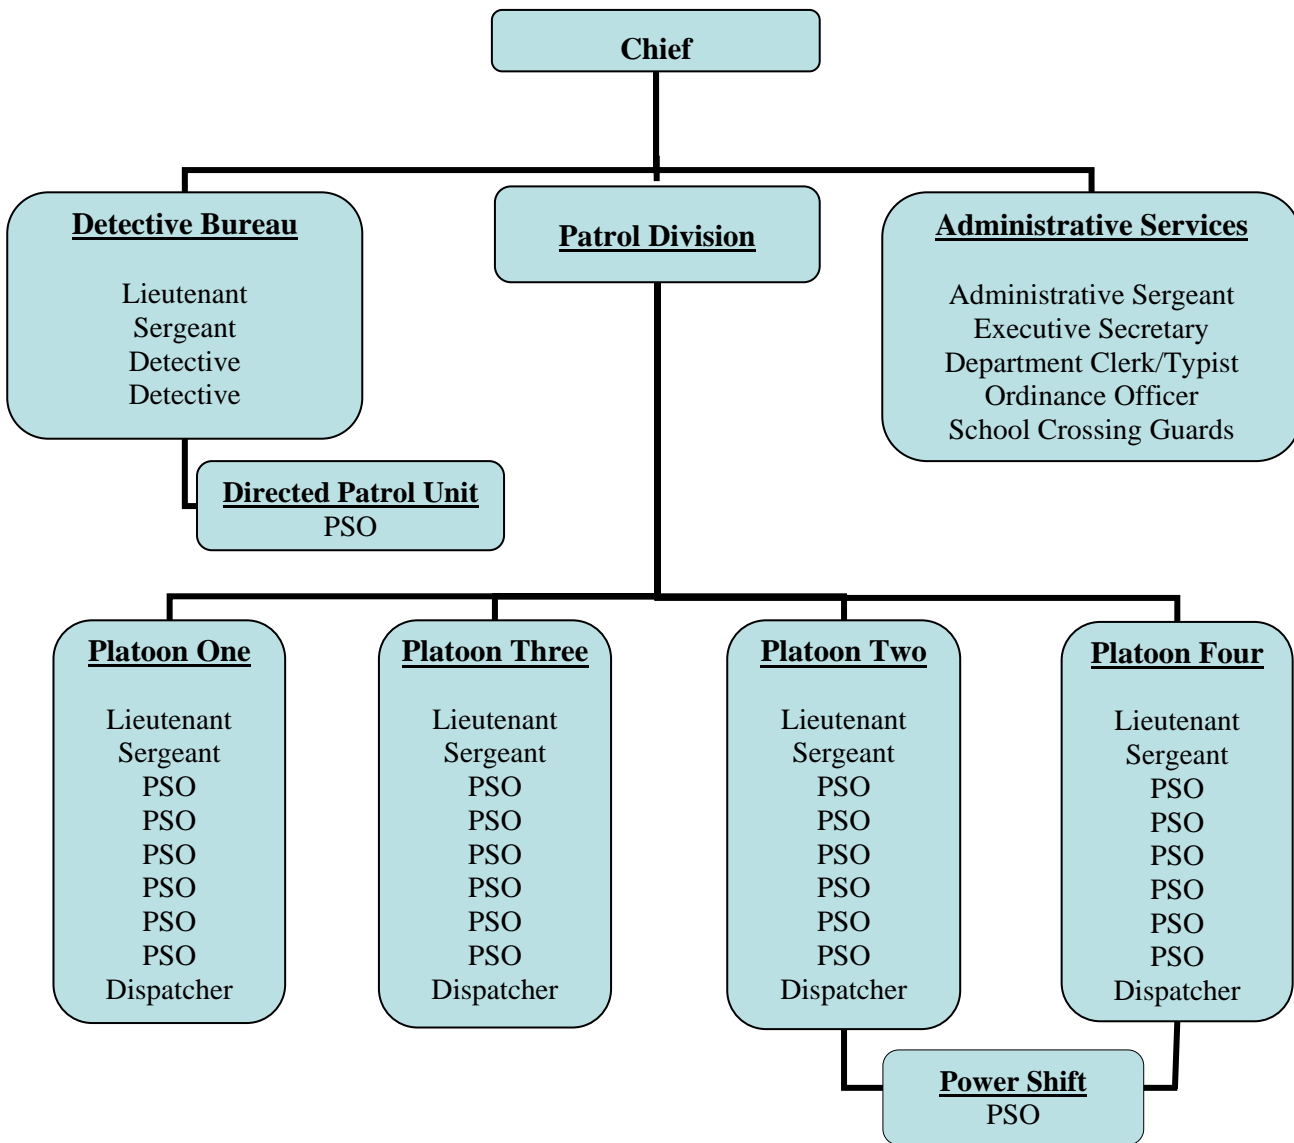 Chief
Detective Bureau
Lieutenant
Sergeant
Detective
Detective
Directed Patrol Unit
PSO
Patrol Division
Administrative Services
Administrative Sergeant
Executive Secretary
Department Clerk/Typist
Ordinance Officer
School Crossing Guards
Platoon One
Lieutenant
Sergeant
PSO
PSO
PSO
PSO
PSO
PSO
Dispatcher
Platoon Three
Lieutenant
Sergeant
PSO
PSO
PSO
PSO
PSO
PSO
Dispatcher
Platoon Two
Lieutenant
Sergeant
PSO
PSO
PSO
PSO
PSO
PSO
Dispatcher
Platoon Four
Lieutenant
Sergeant
PSO
PSO
PSO
PSO
PSO
PSO
Dispatcher
Power Shift
PSO